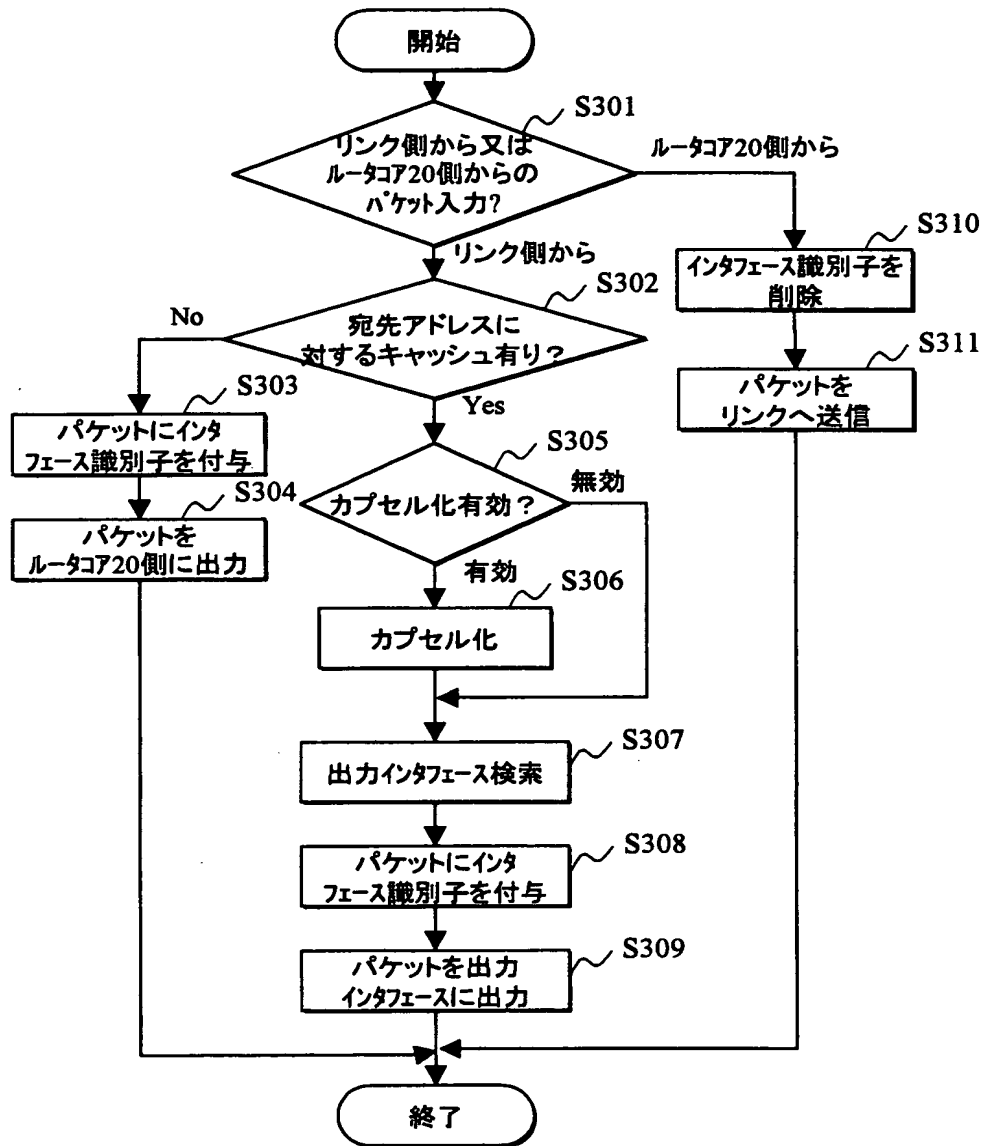 開始
S301
リンク側から又は
ルータコア20側からの
パケット入力?
ルータコア20側から
リンク側から
S310
インタフェース識別子を
削除
S311
パケットを
リンクへ送信
S302
宛先アドレスに
対するキャッシュ有り?
No
Yes
S303
パケットにインタ
フェース識別子を付与
S304
パケットを
ルータコア20側に出力
S305
カプセル化有効?
無効
有効
S306
カプセル化
S307
出力インタフェース検索
S308
パケットにインタ
フェース識別子を付与
S309
パケットを出力
インタフェースに出力
終了